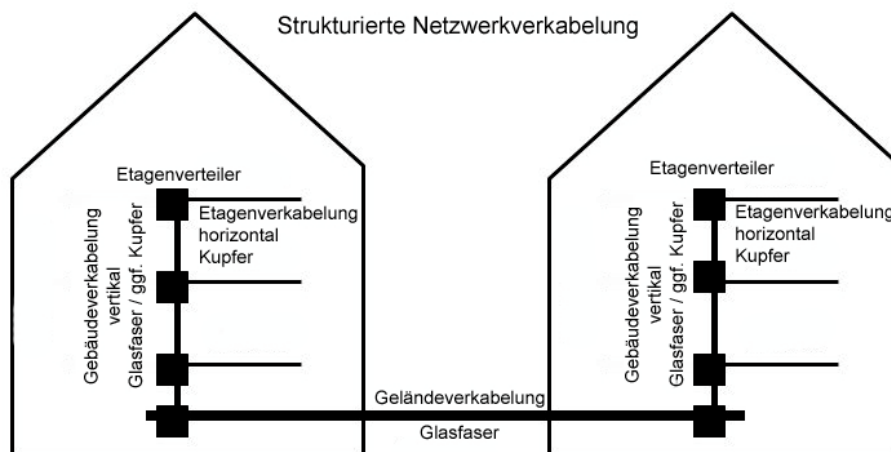 Strukturierte Netzwerkverkabelung
Etagenverteiler
Etagenverkabelung
horizontal
Kupfer
Gebäudeverkabelung
vertikal
Glasfaser / ggf. Kupfer
Etagenverteiler
Etagenverkabelung
horizontal
Kupfer
Gebäudeverkabelung
vertikal
Glasfaser / ggf. Kupfer
Geländeverkabelung
Glasfaser